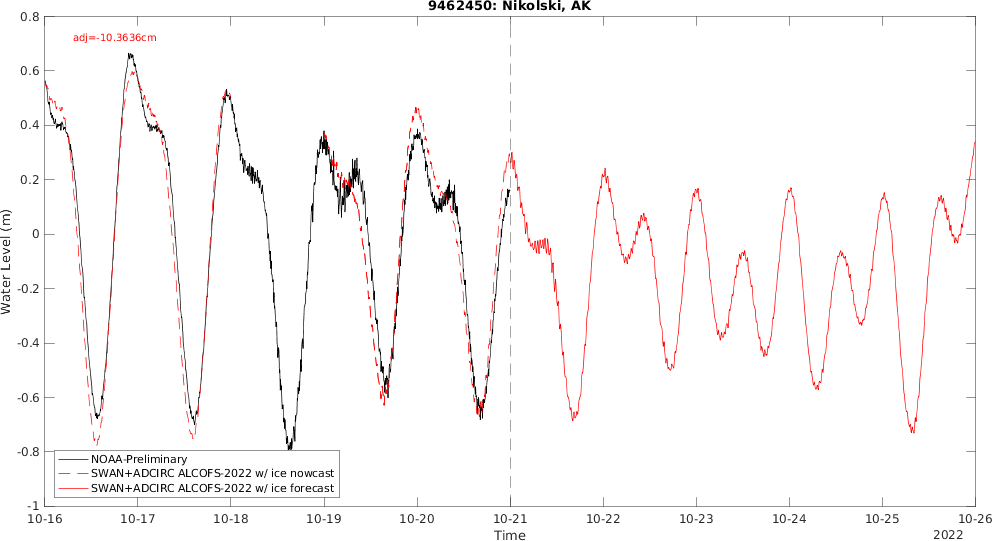 9462450: Nikolski, AK
adj=-10.3636cm
0.8
0.6
0.4
0.2
0
-0.2
-0.4
-0.6
-0.8
-1
Water Level (m)
NOAA-Preliminary
SWAN+ADCIRC ALCOFS-2022 w/ ice nowcast
SWAN+ADCIRC ALCOFS-2022 w/ ice forecast
10-16 10-17 10-18 10-19 10-20 10-21 10-22 10-23 10-24 10-25 10-26
Time
2022